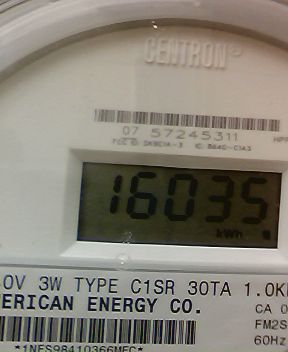 CENTRON®
07 57245311
16035
kWh
0V 3W TYPE C1SR 30TA 1.0K
ERICAN ENERGY CO. CA 0
FM2S
60Hz